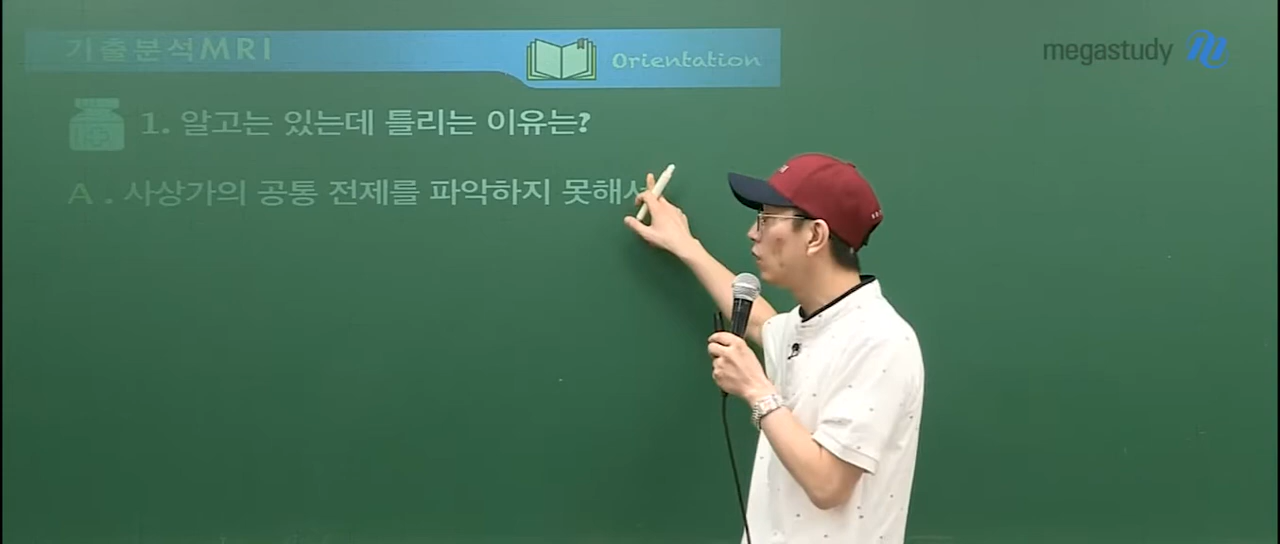 기출분석MRI
Orientation
megastudy
1. 알고는 있는데 틀리는 이유는?
A . 사상가의 공통 전제를 파악하지 못해서